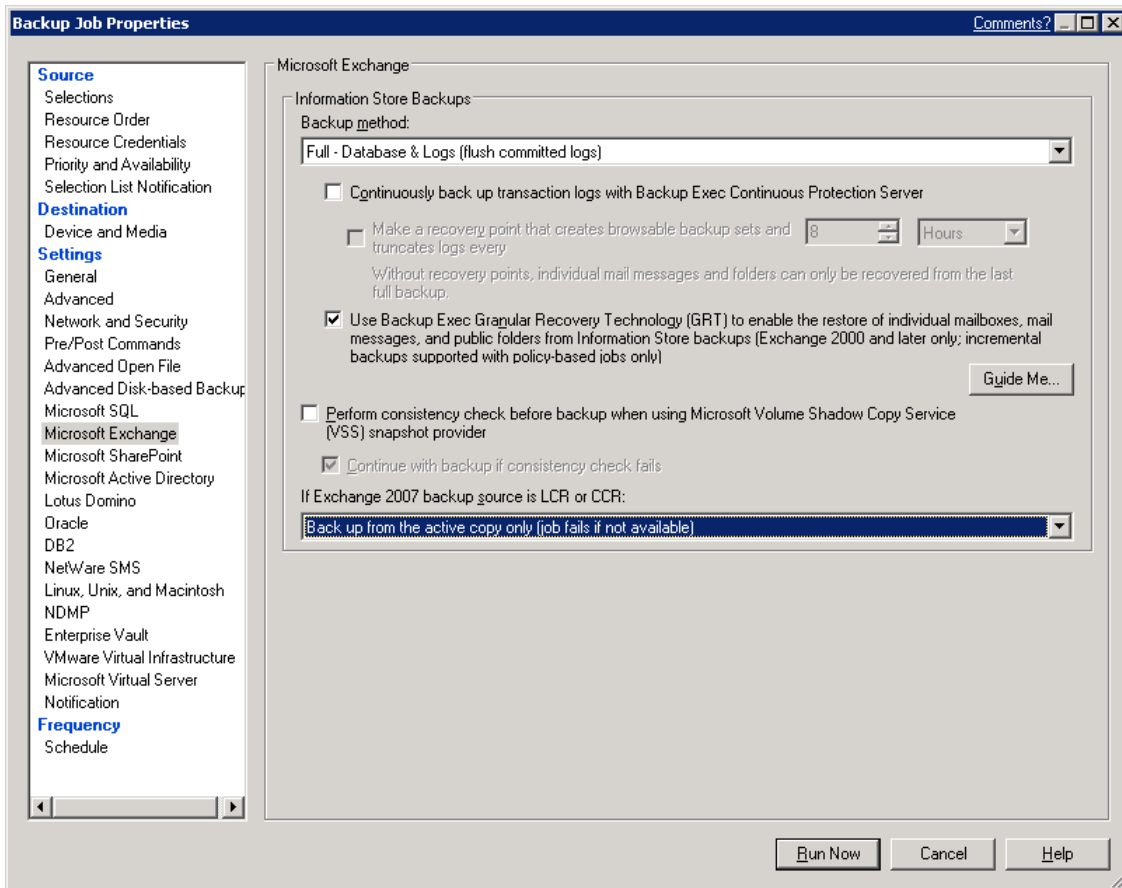 Backup Job Properties
Comments?
Source
Selections
Resource Order
Resource Credentials
Priority and Availability
Selection List Notification
Destination
Device and Media
Settings
General
Advanced
Network and Security
Pre/Post Commands
Advanced Open File
Advanced Disk-based Backup
Microsoft SQL
Microsoft Exchange
Microsoft SharePoint
Microsoft Active Directory
Lotus Domino
Oracle
DB2
NetWare SMS
Linux, Unix, and Macintosh
NDMP
Enterprise Vault
VMware Virtual Infrastructure
Microsoft Virtual Server
Notification
Frequency
Schedule
Microsoft Exchange
Information Store Backups
Backup method:
Full - Database & Logs (flush committed logs)
Continuously back up transaction logs with Backup Exec Continuous Protection Server
Make a recovery point that creates browsable backup sets and
truncates logs every
8
Hours
Without recovery points, individual mail messages and folders can only be recovered from the last
full backup.
Use Backup Exec Granular Recovery Technology (GRT) to enable the restore of individual mailboxes, mail
messages, and public folders from Information Store backups (Exchange 2000 and later only; incremental
backups supported with policy-based jobs only)
Guide Me...
Perform consistency check before backup when using Microsoft Volume Shadow Copy Service
(VSS) snapshot provider
Continue with backup if consistency check fails
If Exchange 2007 backup source is LCR or CCR:
Back up from the active copy only (job fails if not available)
Run Now
Cancel
Help